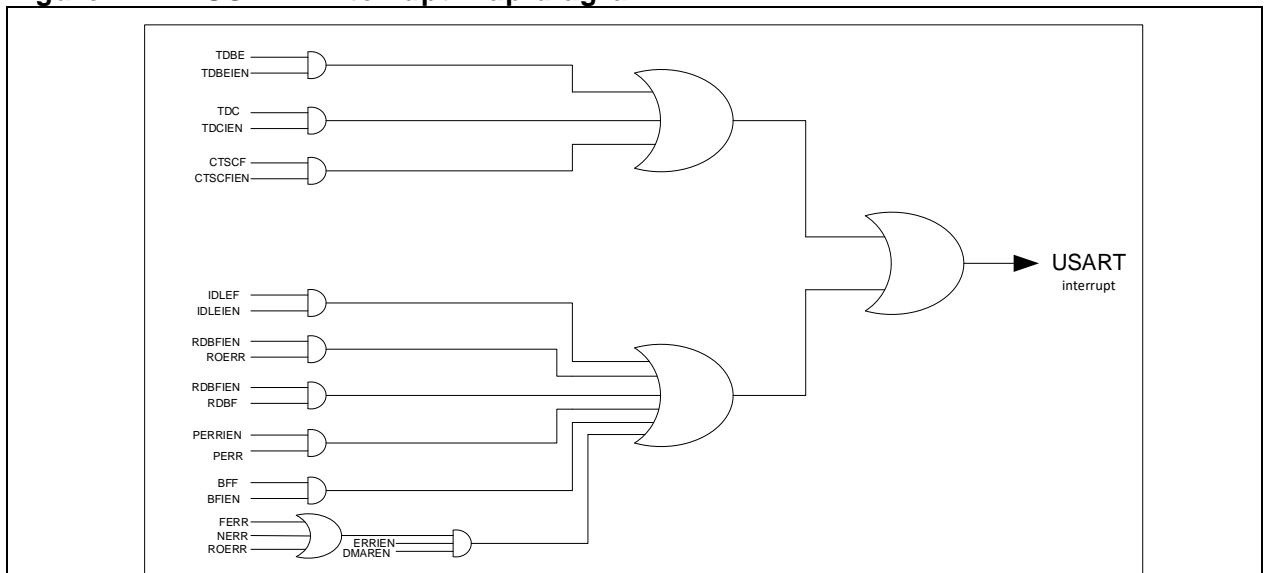 TDBE
TDBEIEN
TDC
TDCIEN
CTSCF
CTSCFIEN
IDLEF
IDLEIEN
RDBFIEN
ROERR
RDBFIEN
RDBF
PERRIEN
PERR
BFF
BFIEN
FERR
NERR
ROERR
ERRIEN
DMAREN
USART
interrupt